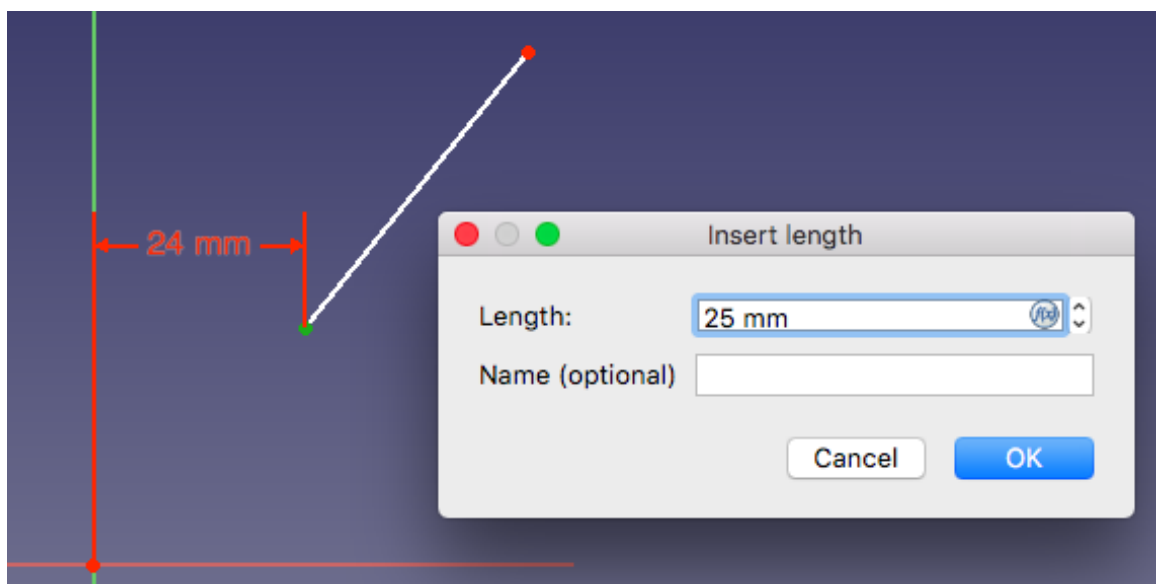 Insert length
24 mm
Length:
25 mm
f(x)
Name (optional)
Cancel
OK